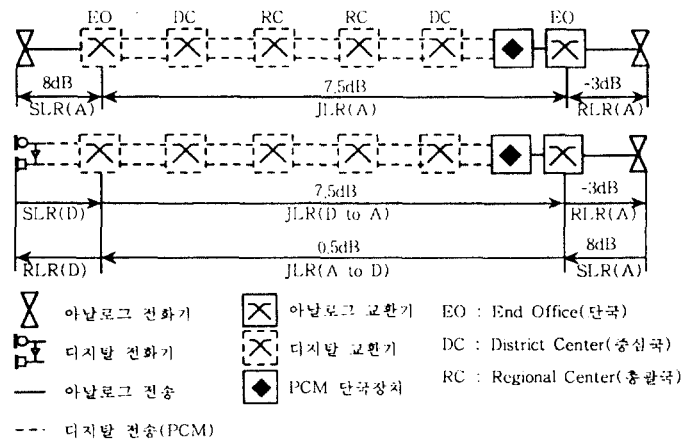 EO DC RC RC DC EO
8dB 7.5dB -3dB
SLR(A) JLR(A) RLR(A)
7.5dB -3dB
SLR(D) JLR(D to A) RLR(A)
0.5dB 8dB
RLR(D) JLR(A to D) SLR(A)
아날로그 전화기
디지탈 전화기
아날로그 전송
디지탈 전송(PCM)
아날로그 교환기
디지탈 교환기
PCM 단국장치
EO : End Office(단국)
DC : District Center(중심국)
RC : Regional Center(총괄국)